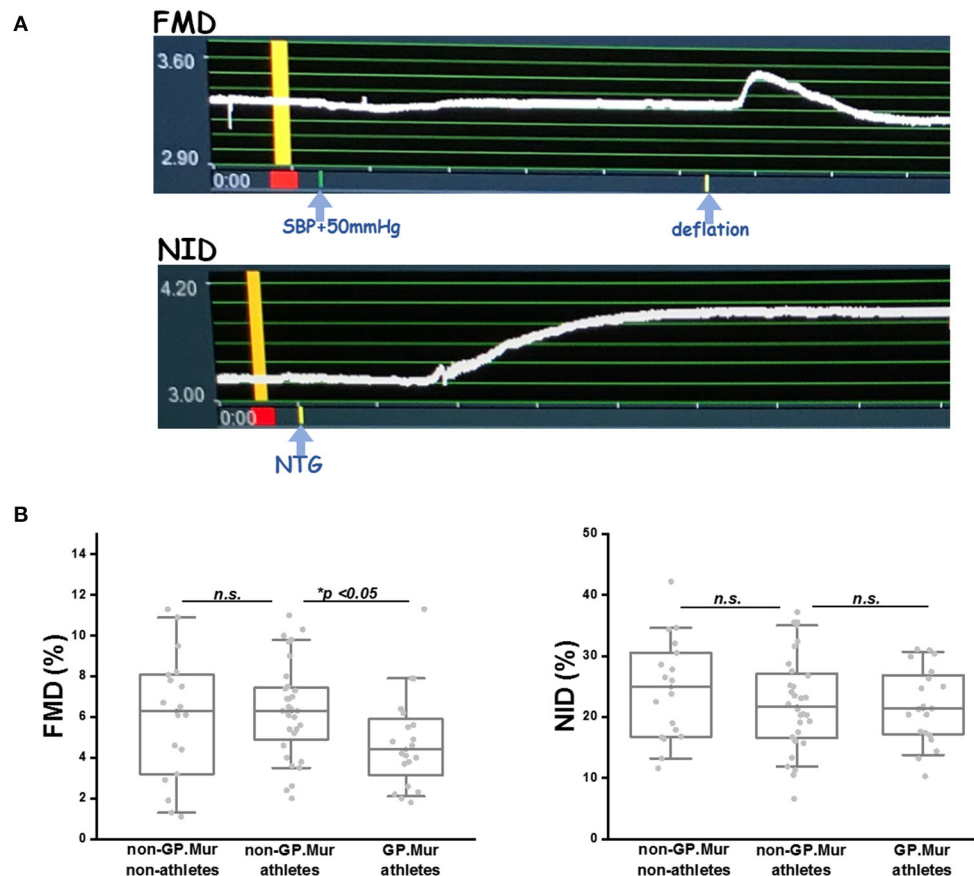 A
FMD
3.60
2.90
0:00
SBP+50mmHg
deflation
NID
4.20
3.00
0:00
NTG
B
FMD (%)
14
12
10
8
6
4
2
0
n.s.
*p <0.05
non-GP.Mur non-GP.Mur GP.Mur
non-athletes athletes athletes
NID (%)
50
40
30
20
10
0
n.s.
n.s.
non-GP.Mur non-GP.Mur GP.Mur
non-athletes athletes athletes